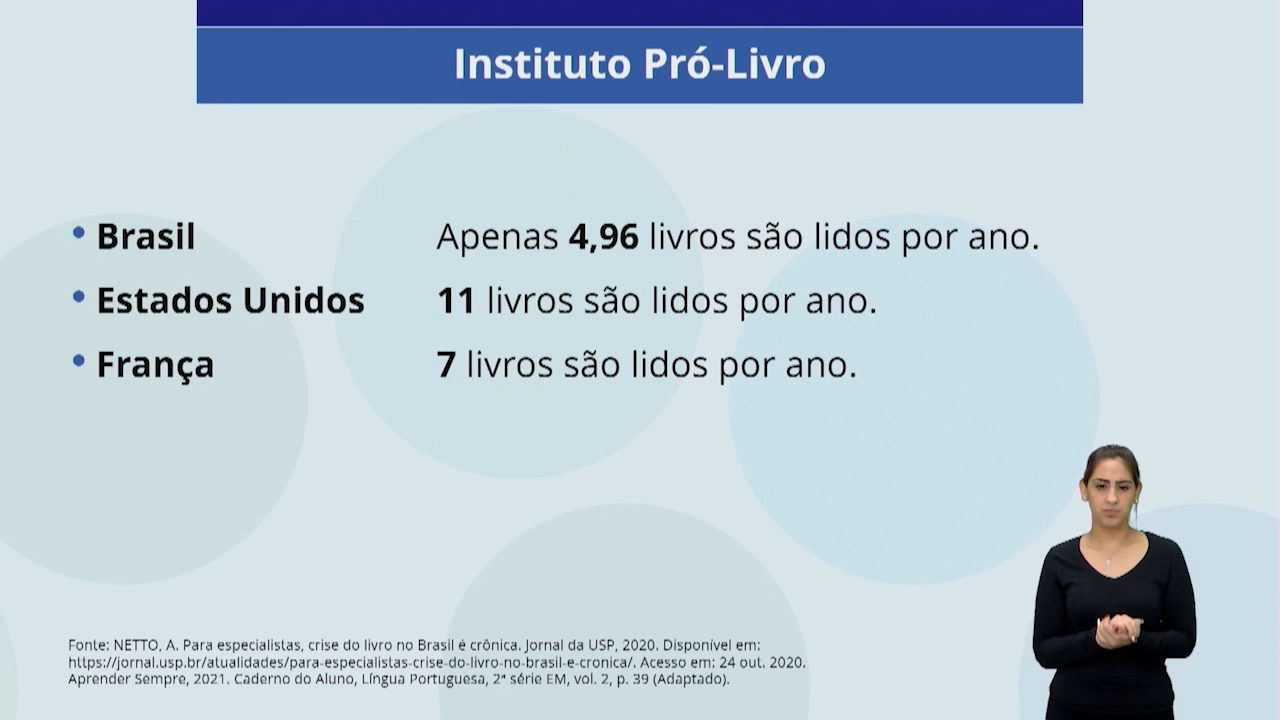 Instituto Pró-Livro
• Brasil Apenas 4,96 livros são lidos por ano.
• Estados Unidos 11 livros são lidos por ano.
• França 7 livros são lidos por ano.
Fonte: NETTO, A. Para especialistas, crise do livro no Brasil é crônica. Jornal da USP, 2020. Disponível em:
https://jornal.usp.br/atualidades/para-especialistas-crise-do-livro-no-brasil-e-cronica/. Acesso em: 24 out. 2020.
Aprender Sempre, 2021. Caderno do Aluno, Língua Portuguesa, 2ª série EM, vol. 2, p. 39 (Adaptado).